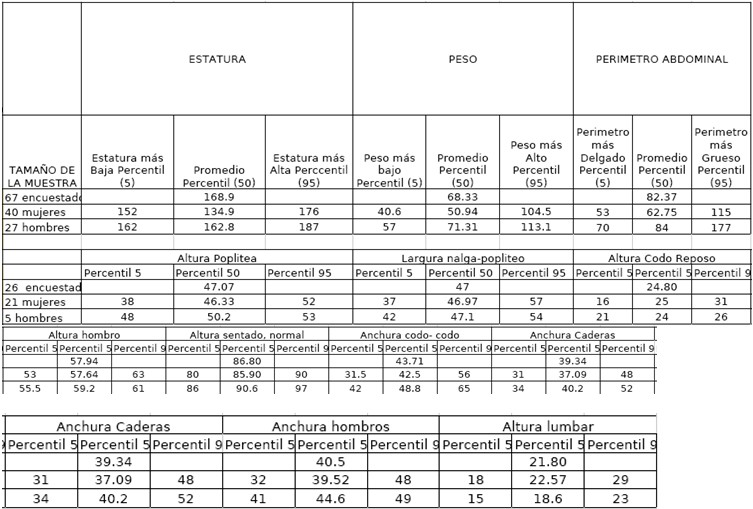 ESTATURA PESO PERIMETRO ABDOMINAL
TAMAÑO DE LA MUESTRA Estatura más Baja Percentil (5) Promedio Percentil (50) Estatura más Alta Perccentil (95) Peso más bajo Percentil (5) Promedio Percentil (50) Peso más Alto Percentil (95) Perimetro más Delgado Percentil (5) Promedio Percentil (50) Perimetro más Grueso Percentil (95)
67 encuestado 168.9 68.33 82.37
40 mujeres 152 134.9 176 40.6 50.94 104.5 53 62.75 115
27 hombres 162 162.8 187 57 71.31 113.1 70 84 177
Altura Poplitea Largura nalga-popliteo Altura Codo Reposo
Percentil 5 Percentil 50 Percentil 95 Percentil 5 Percentil 50 Percentil 95 Percentil 5 Percentil 5 Percentil 9
26 encuestad 47.07 47 24.80
21 mujeres 38 46.33 52 37 46.97 57 16 25 31
5 hombres 48 50.2 53 42 47.1 54 21 24 26
Altura hombro Altura sentado, normal Anchura codo- codo Anchura Caderas
Percentil 5 Percentil 5 Percentil 9 Percentil 5 Percentil 5 Percentil 9 Percentil 5 Percentil 5 Percentil 9 Percentil 5 Percentil 5 Percentil 9
57.94 86.80 43.71 39.34
53 57.64 63 80 85.90 90 31.5 42.5 56 31 37.09 48
55.5 59.2 61 86 90.6 97 42 48.8 65 34 40.2 52
Anchura Caderas Anchura hombros Altura lumbar
Percentil 5 Percentil 5 Percentil 9 Percentil 5 Percentil 5 Percentil 9 Percentil 5 Percentil 5 Percentil 9
39.34 40.5 21.80
31 37.09 48 32 39.52 48 18 22.57 29
34 40.2 52 41 44.6 49 15 18.6 23